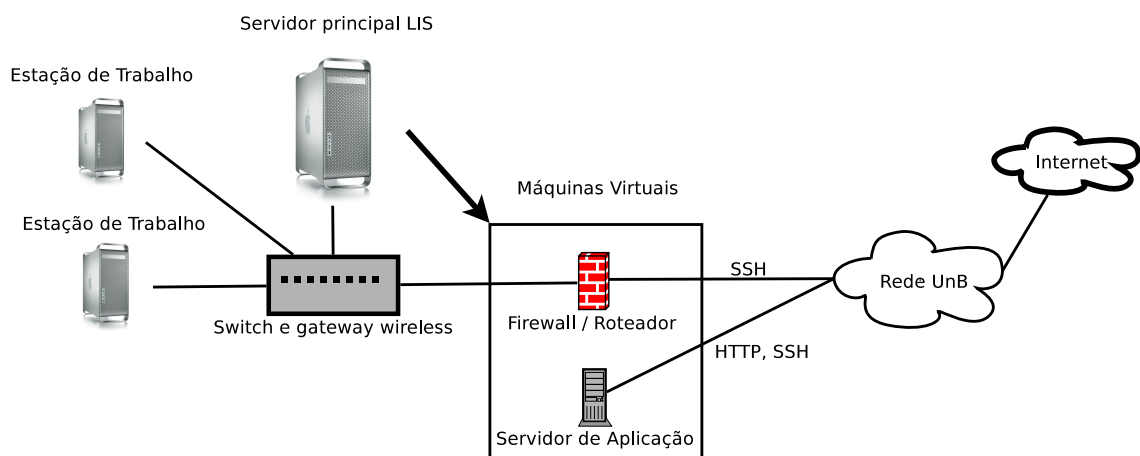 Servidor principal LIS
Estação de Trabalho
Internet
Máquinas Virtuais
Estação de Trabalho
SSH
Rede UnB
Switch e gateway wireless
Firewall / Roteador
HTTP, SSH
Servidor de Aplicação